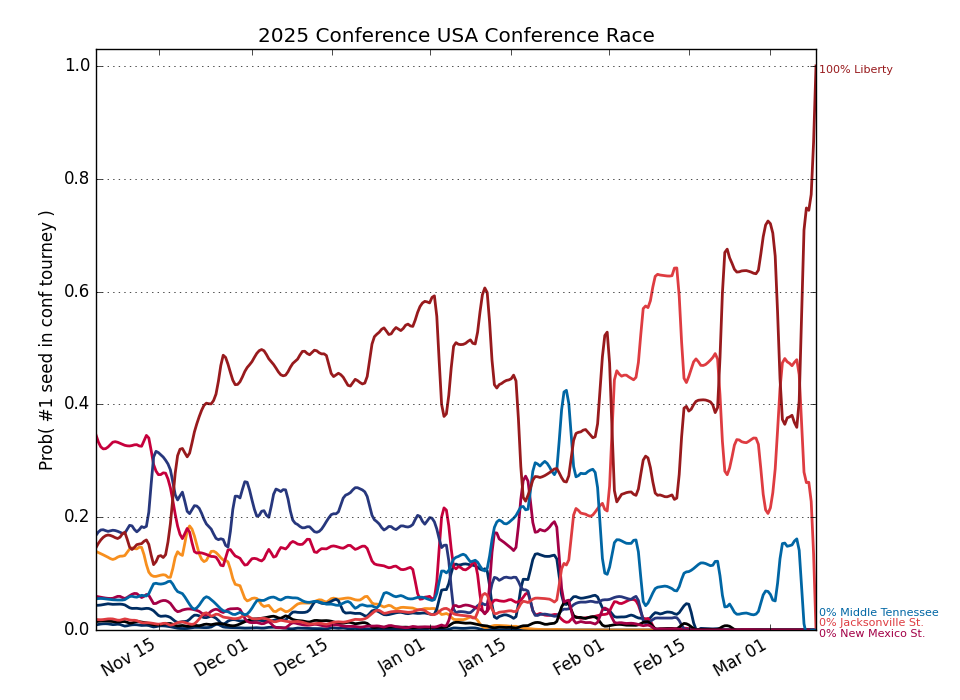 2025 Conference USA Conference Race
1.0
0.8
0.6
0.4
0.2
0.0
Prob( #1 seed in conf tourney )
Nov 15
Dec 01
Dec 15
Jan 01
Jan 15
Feb 01
Feb 15
Mar 01
100% Liberty
0% Middle Tennessee
0% Jacksonville St.
0% New Mexico St.